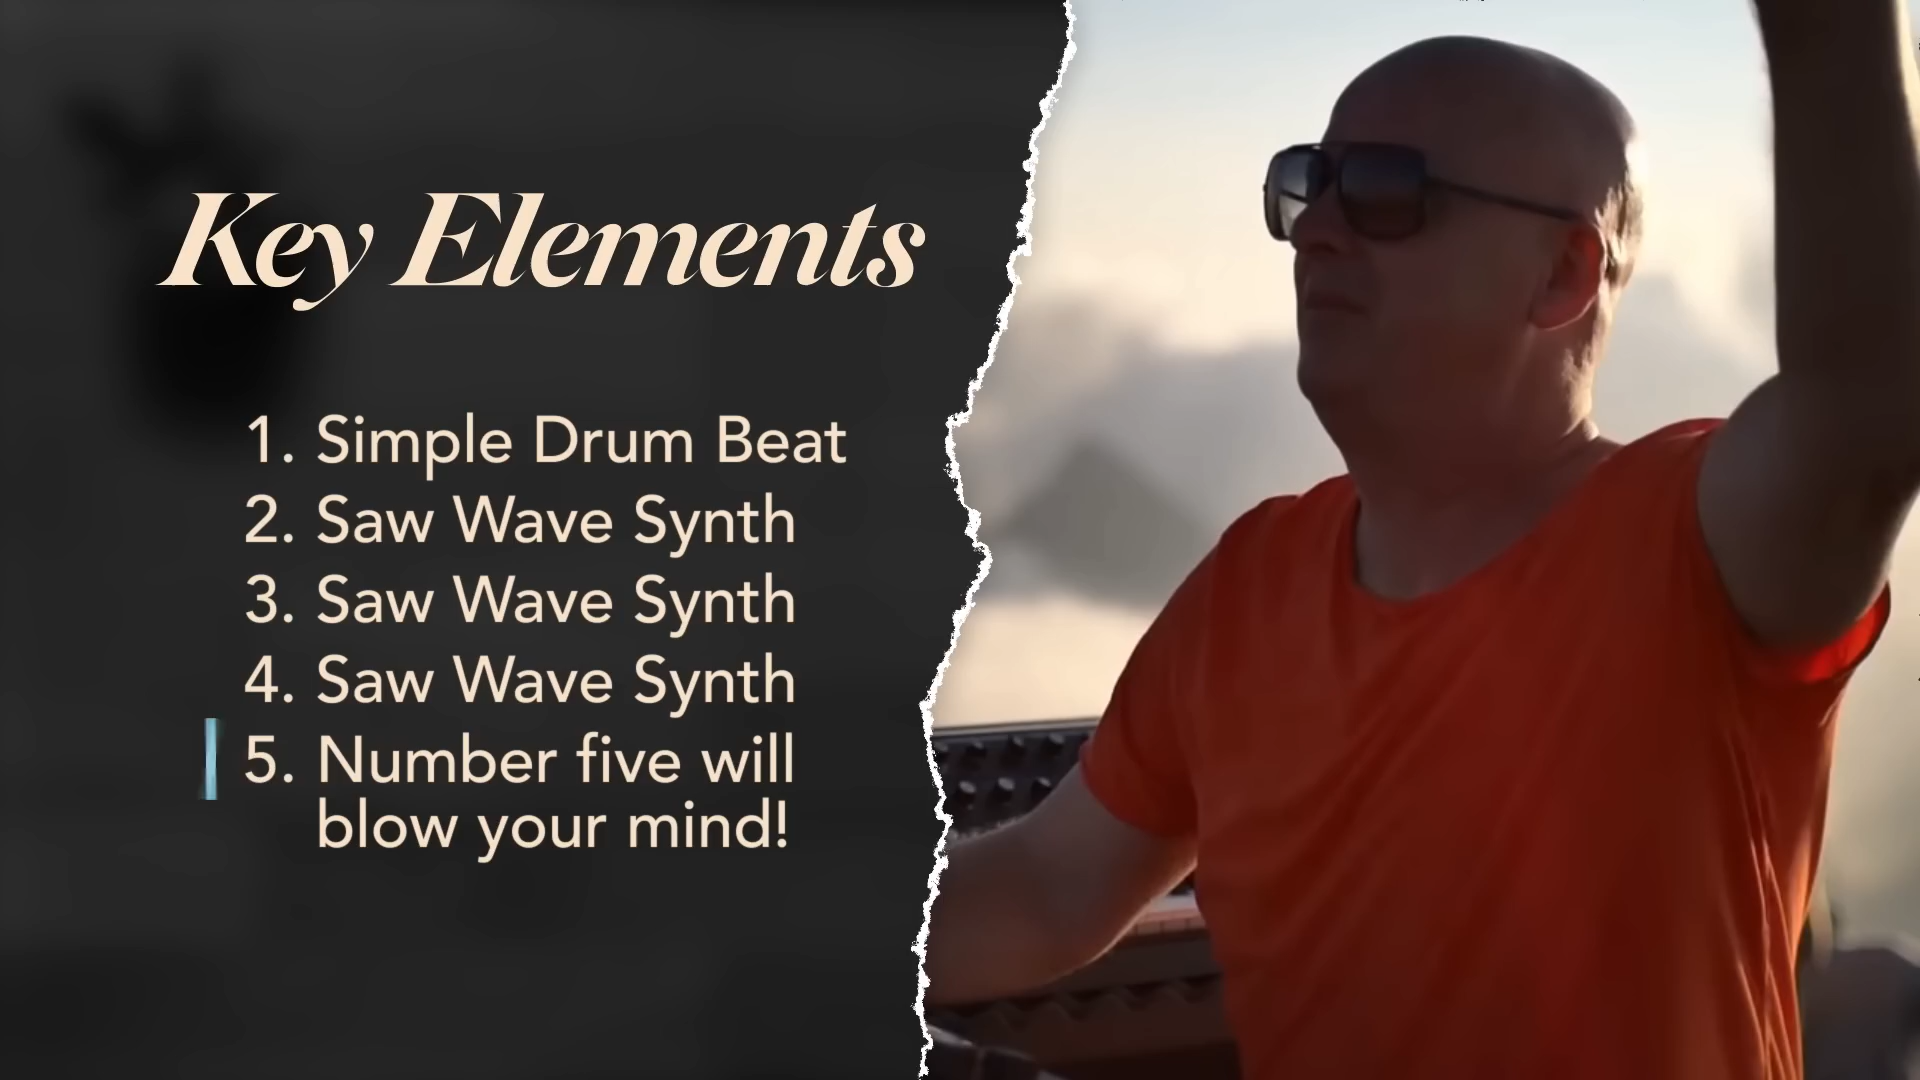 Key Elements
1. Simple Drum Beat
2. Saw Wave Synth
3. Saw Wave Synth
4. Saw Wave Synth
5. Number five will
blow your mind!